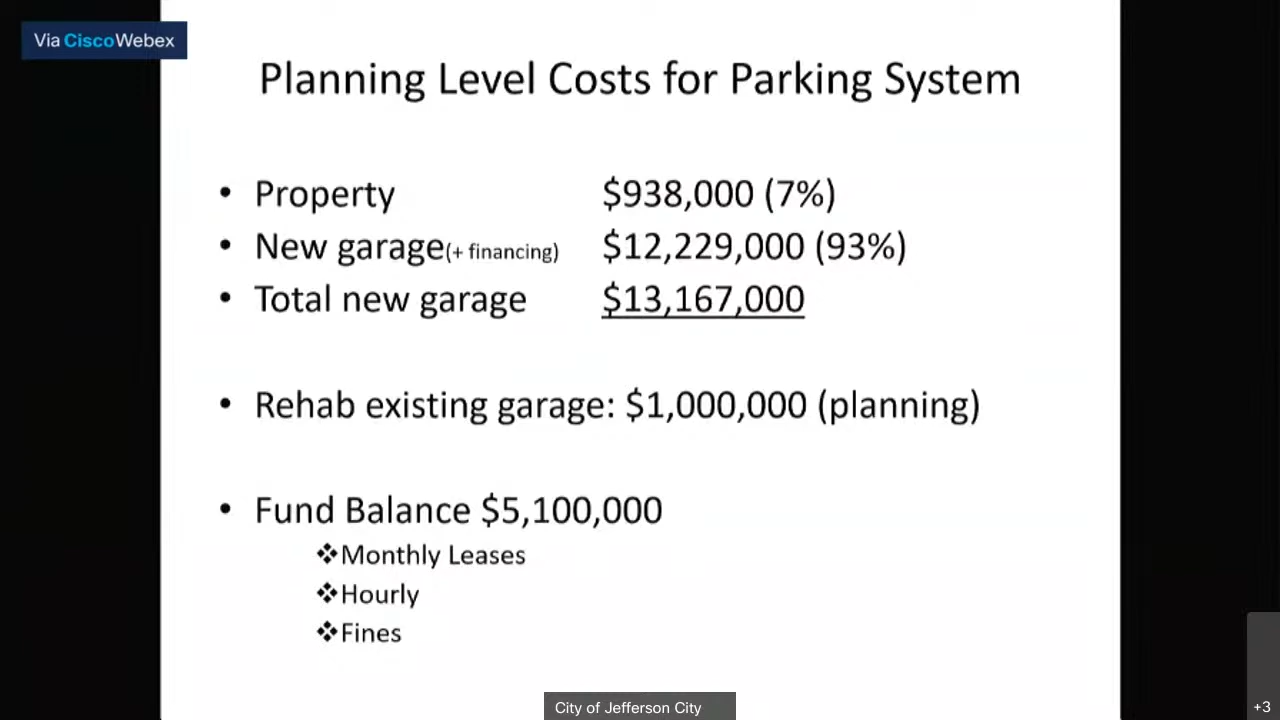 Via CiscoWebex
Planning Level Costs for Parking System
• Property $938,000 (7%)
• New garage(+ financing) $12,229,000 (93%)
• Total new garage $13,167,000
• Rehab existing garage: $1,000,000 (planning)
• Fund Balance $5,100,000
❖Monthly Leases
❖Hourly
❖Fines
City of Jefferson City
+3